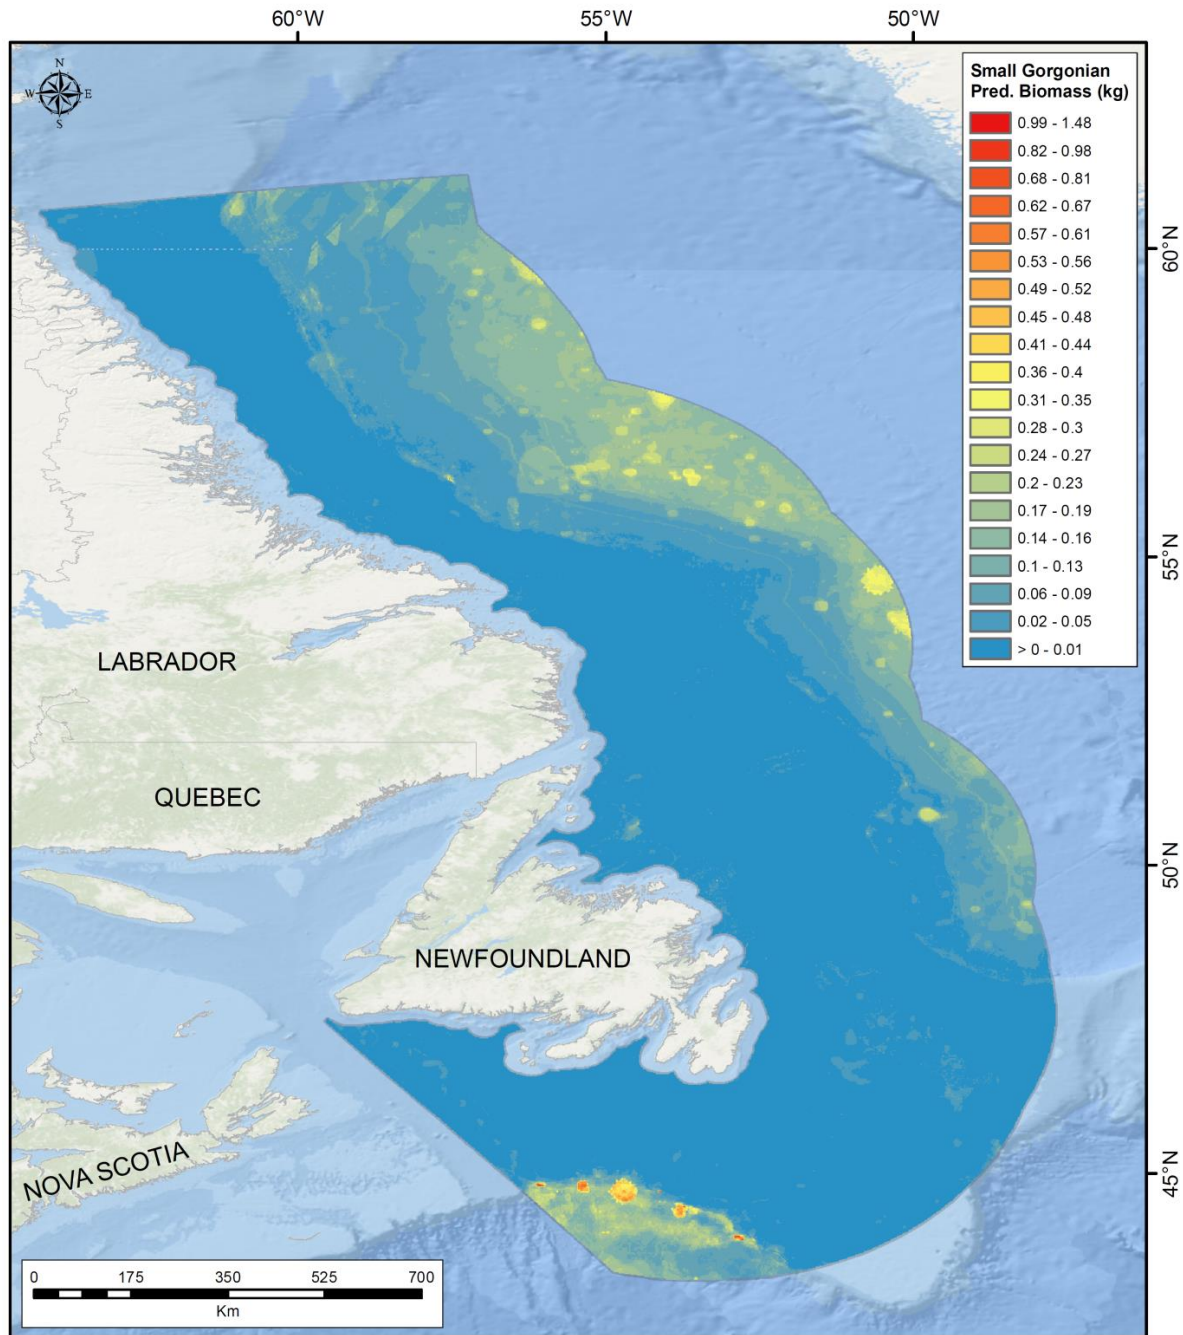 60°W
55°W
50°W
N
W
E
S
Small Gorgonian
Pred. Biomass (kg)
0.99 - 1.48
0.82 - 0.98
0.68 - 0.81
0.62 - 0.67
0.57 - 0.61
0.53 - 0.56
0.49 - 0.52
0.45 - 0.48
0.41 - 0.44
0.36 - 0.4
0.31 - 0.35
0.28 - 0.3
0.24 - 0.27
0.2 - 0.23
0.17 - 0.19
0.14 - 0.16
0.1 - 0.13
0.06 - 0.09
0.02 - 0.05
> 0 - 0.01
60°N
55°N
50°N
45°N
LABRADOR
QUEBEC
NEWFOUNDLAND
NOVA SCOTIA
0 175 350 525 700
Km